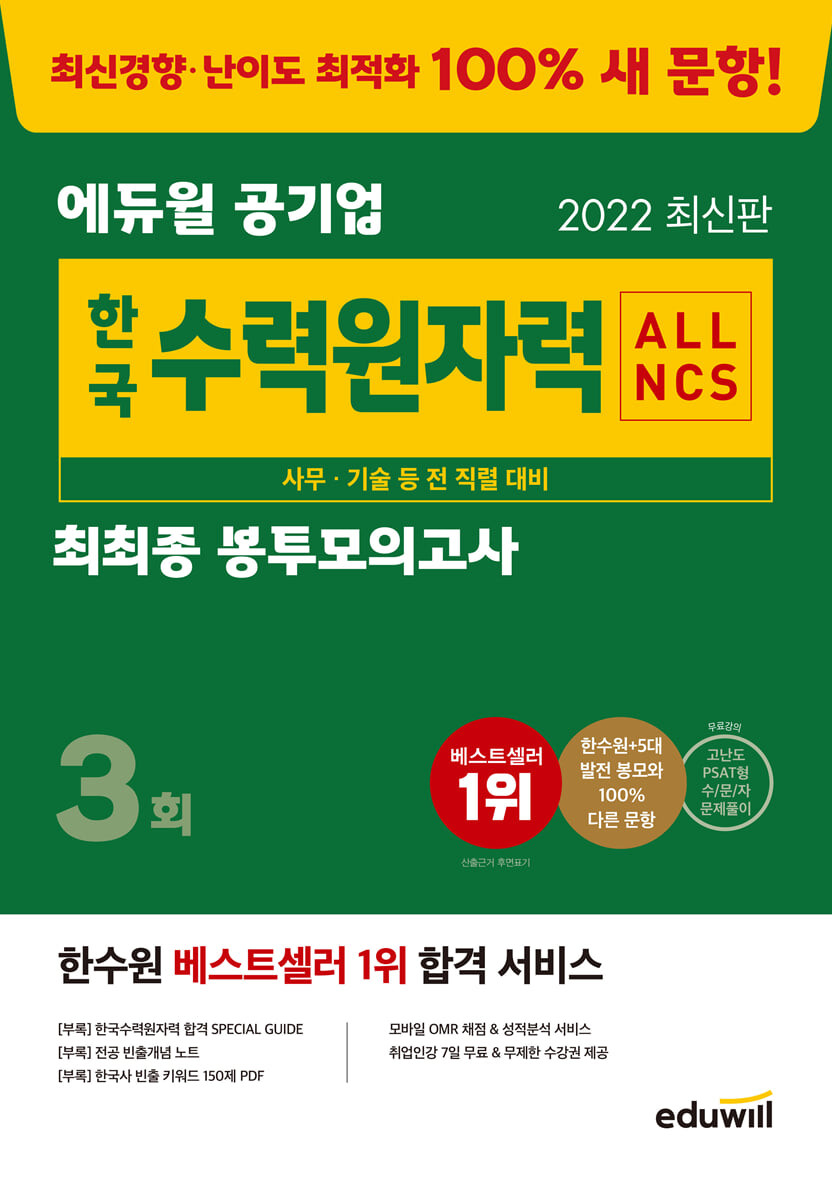 최신경향·난이도 최적화 100% 새 문항!
에듀윌 공기업
2022 최신판
한국 수력원자력
ALL
NCS
사무·기술 등 전 직렬 대비
최최종 봉투모의고사
3회
베스트셀러
1위
산출근거 후면표기
한수원+5대
발전 봉모와
100%
다른 문항
무료강의
고난도
PSAT형
수/문/자
문제풀이
한수원 베스트셀러 1위 합격 서비스
[부록] 한국수력원자력 합격 SPECIAL GUIDE
[부록] 전공 빈출개념 노트
[부록] 한국사 빈출 키워드 150제 PDF
모바일 OMR 채점 & 성적분석 서비스
취업인강 7일 무료 & 무제한 수강권 제공
eduwill